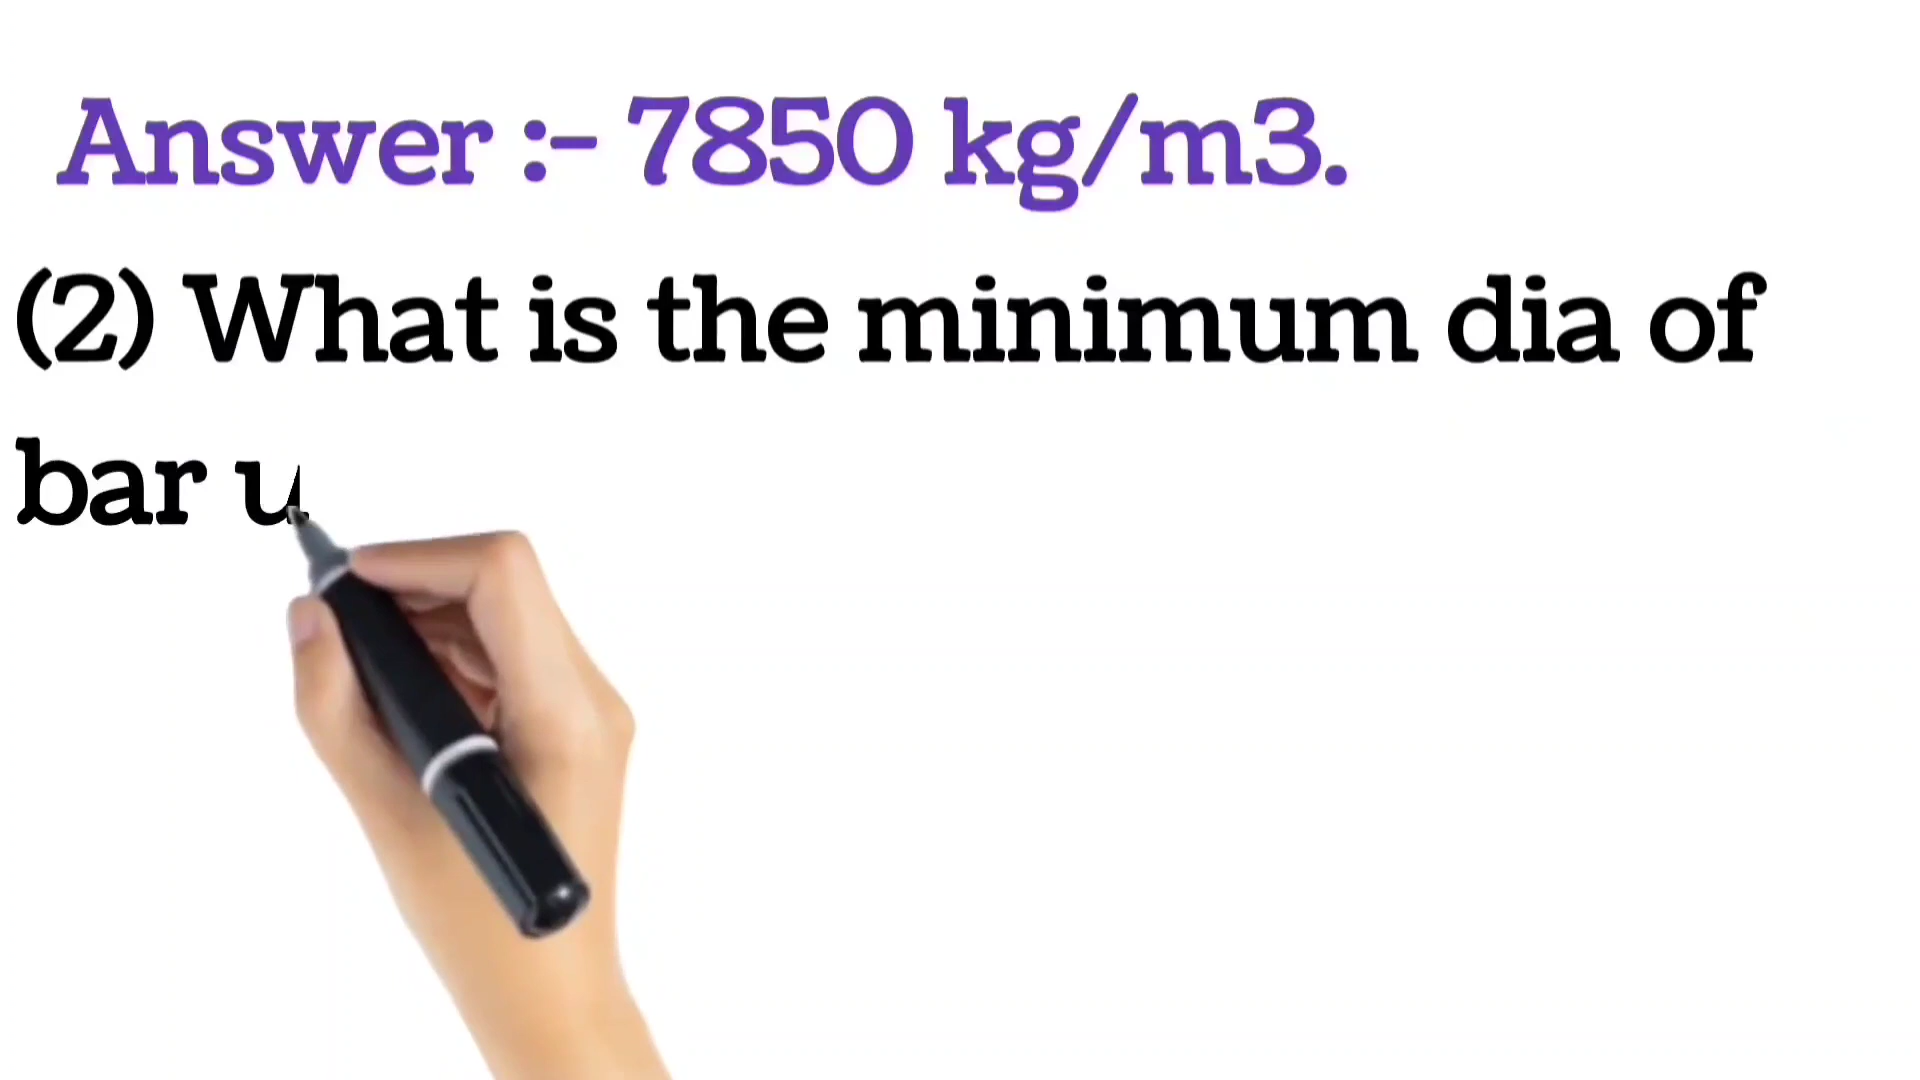 Answer :- 7850 kg/m3.
(2) What is the minimum dia of
bar u